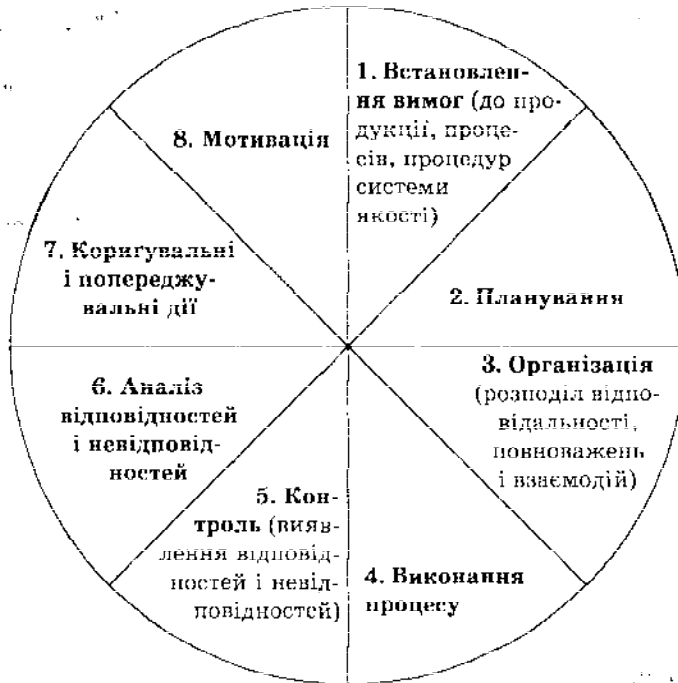 1. Встановлен-
ня вимог (до про-
дукції, проце-
сів, процедур
системи
якості)
2. Планування
3. Організація
(розподіл відпо-
відальності,
повноважень
і взаємодій)
4. Виконання
процесу
5. Кон-
троль (вияв-
лення відповід-
ностей і невід-
повідностей)
6. Аналіз
відповідностей
і невідповід-
ностей
7. Коригувальні
і попереджу-
вальні дії
8. Мотивація